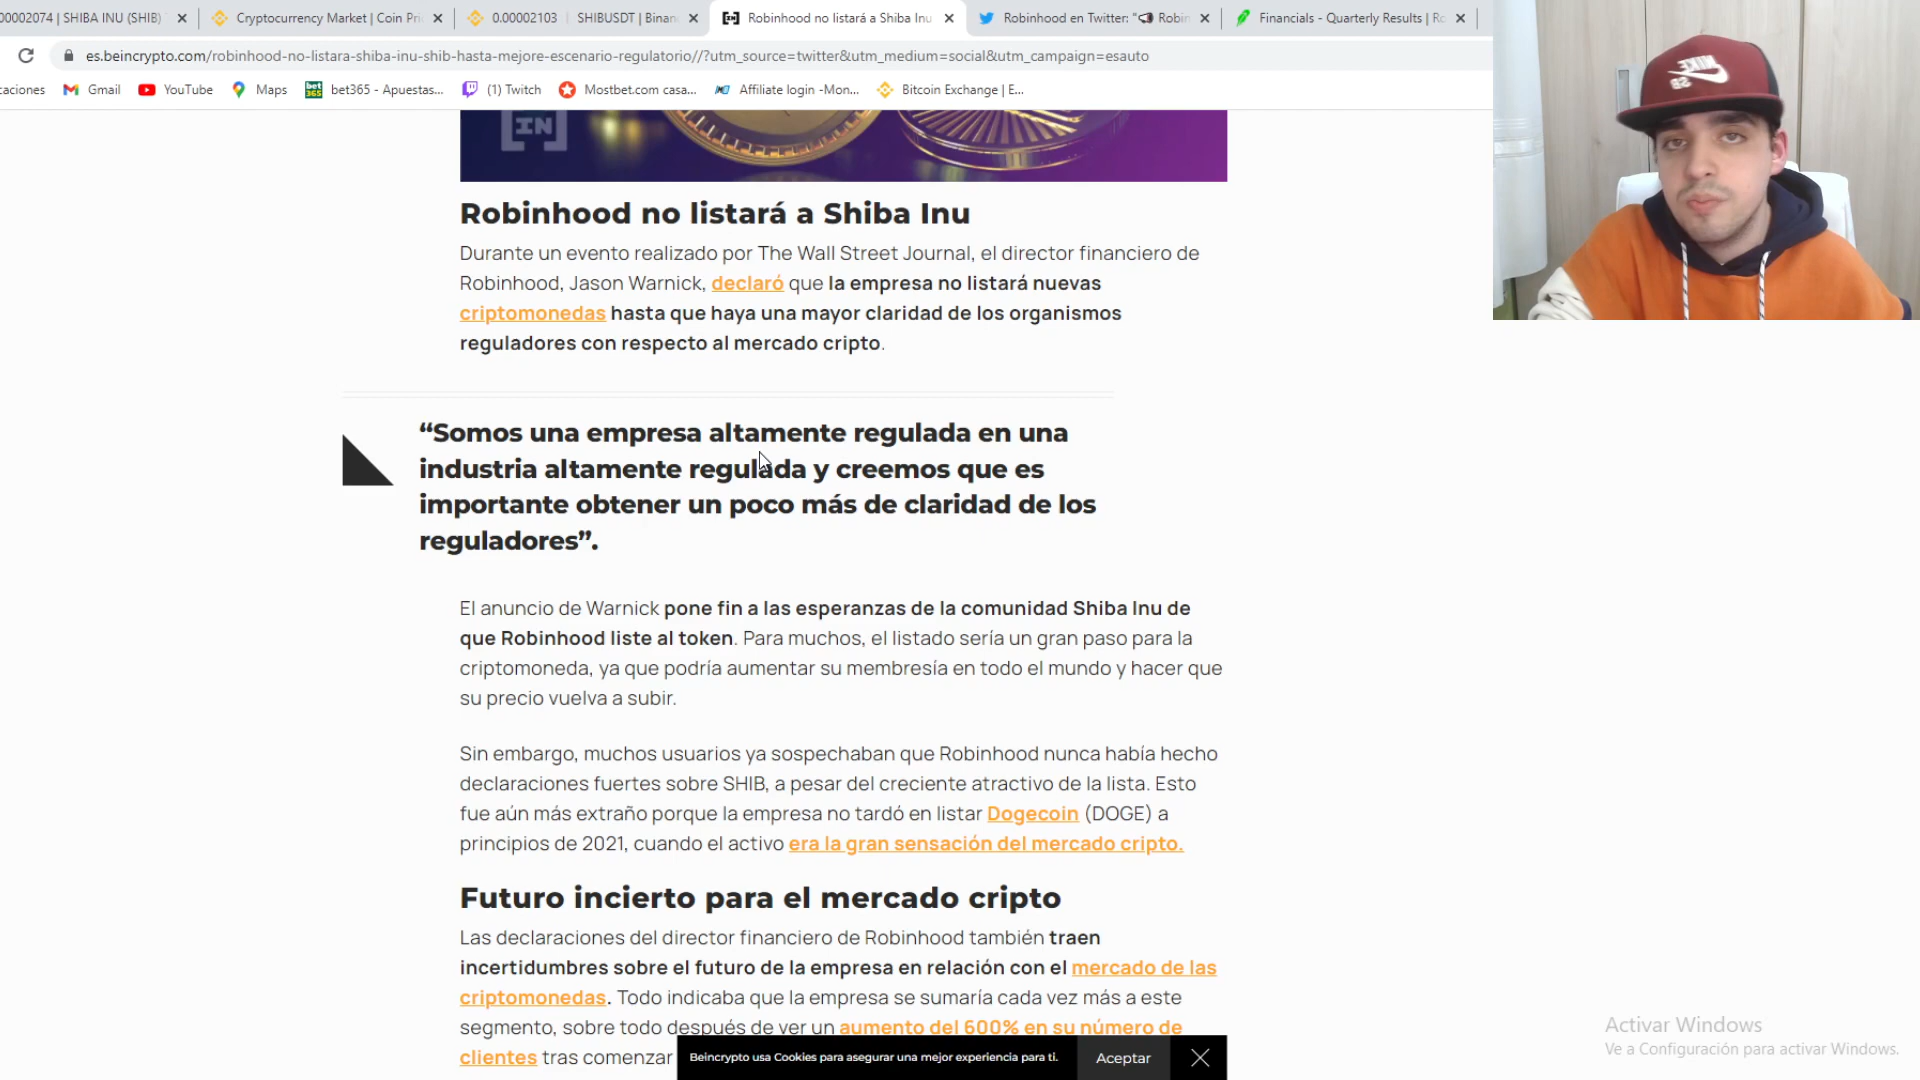 00002074 | SHIBA INU (SHIB)
Cryptocurrency Market | Coin Pri
0.00002103 | SHIBUSDT | Binan
Robinhood no listará a Shiba Inu
Robinhood en Twitter: "📢 Robin
Financials - Quarterly Results | Ro
es.beincrypto.com/robinhood-no-listara-shiba-inu-shib-hasta-mejore-escenario-regulatorio//?utm_source=twitter&utm_medium=social&utm_campaign=esauto
caciones
Gmail
YouTube
Maps
bet365 - Apuestas...
(1) Twitch
Mostbet.com casa...
Affiliate login -Mon...
Bitcoin Exchange | E...
IN
NIKE
SB
Robinhood no listará a Shiba Inu
Durante un evento realizado por The Wall Street Journal, el director financiero de
Robinhood, Jason Warnick, declaró que la empresa no listará nuevas
criptomonedas hasta que haya una mayor claridad de los organismos
reguladores con respecto al mercado cripto.
“Somos una empresa altamente regulada en una
industria altamente regulada y creemos que es
importante obtener un poco más de claridad de los
reguladores”.
El anuncio de Warnick pone fin a las esperanzas de la comunidad Shiba Inu de
que Robinhood liste al token. Para muchos, el listado sería un gran paso para la
criptomoneda, ya que podría aumentar su membresía en todo el mundo y hacer que
su precio vuelva a subir.
Sin embargo, muchos usuarios ya sospechaban que Robinhood nunca había hecho
declaraciones fuertes sobre SHIB, a pesar del creciente atractivo de la lista. Esto
fue aún más extraño porque la empresa no tardó en listar Dogecoin (DOGE) a
principios de 2021, cuando el activo era la gran sensación del mercado cripto.
Futuro incierto para el mercado cripto
Las declaraciones del director financiero de Robinhood también traen
incertidumbres sobre el futuro de la empresa en relación con el mercado de las
criptomonedas. Todo indicaba que la empresa se sumaría cada vez más a este
segmento, sobre todo después de ver un aumento del 600% en su número de
clientes tras comenzar
Beincrypto usa Cookies para asegurar una mejor experiencia para ti.
Aceptar
Activar Windows
Ve a Configuración para activar Windows.